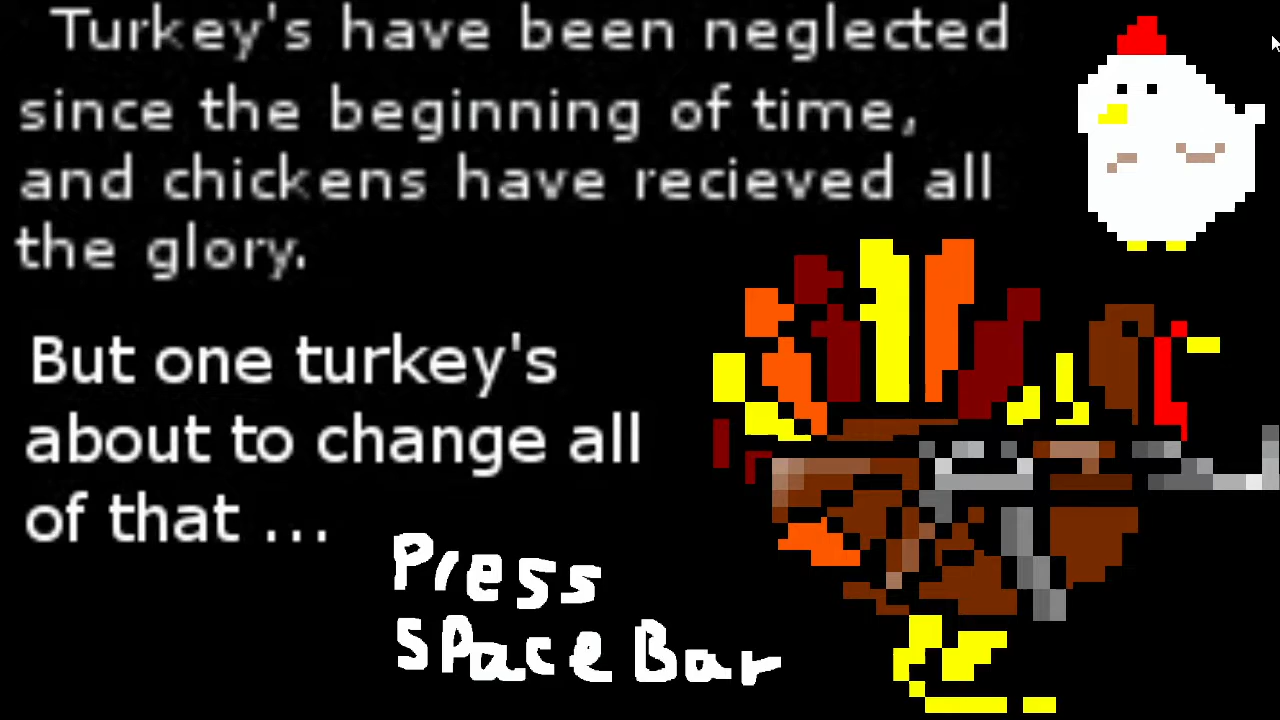 Turkey's have been neglected
since the beginning of time,
and chickens have recieved all
the glory.
But one turkey's
about to change all
of that ...
Press
SPace Bar